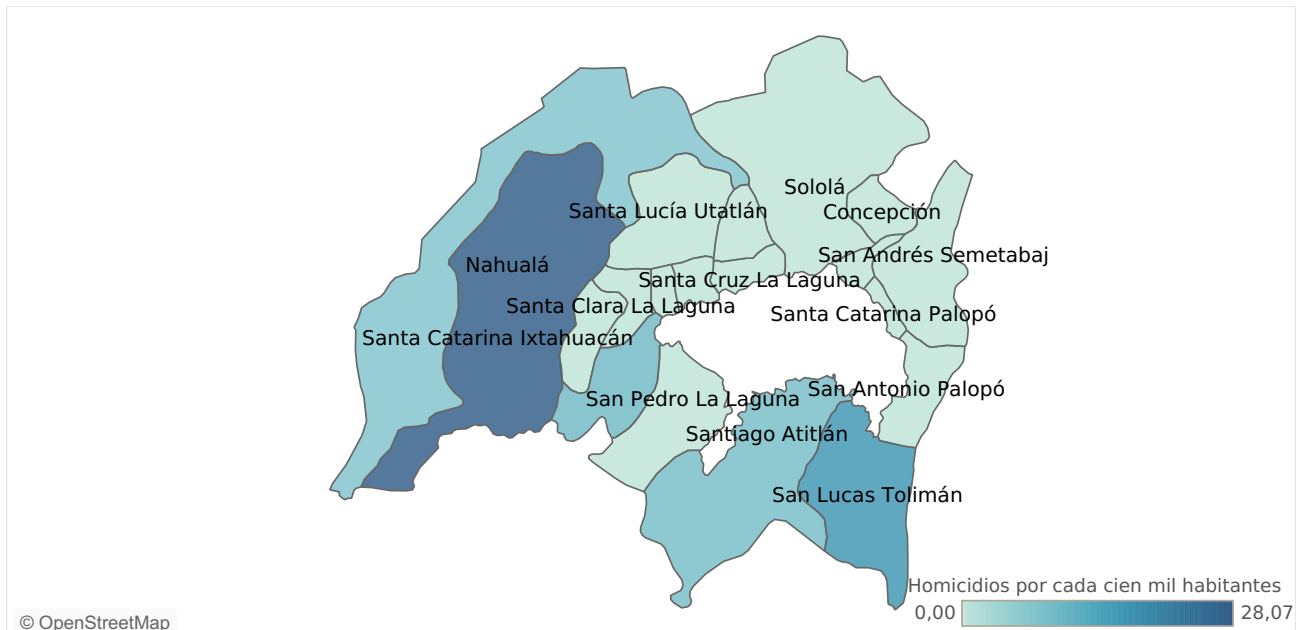 Sololá
Santa Lucía Utatlán
Concepción
San Andrés Semetabaj
Nahualá
Santa Cruz La Laguna
Santa Clara La Laguna
Santa Catarina Palopó
Santa Catarina Ixtahuacán
San Antonio Palopó
San Pedro La Laguna
Santiago Atitlán
San Lucas Tolimán
Homicidios por cada cien mil habitantes
0,00 28,07
© OpenStreetMap